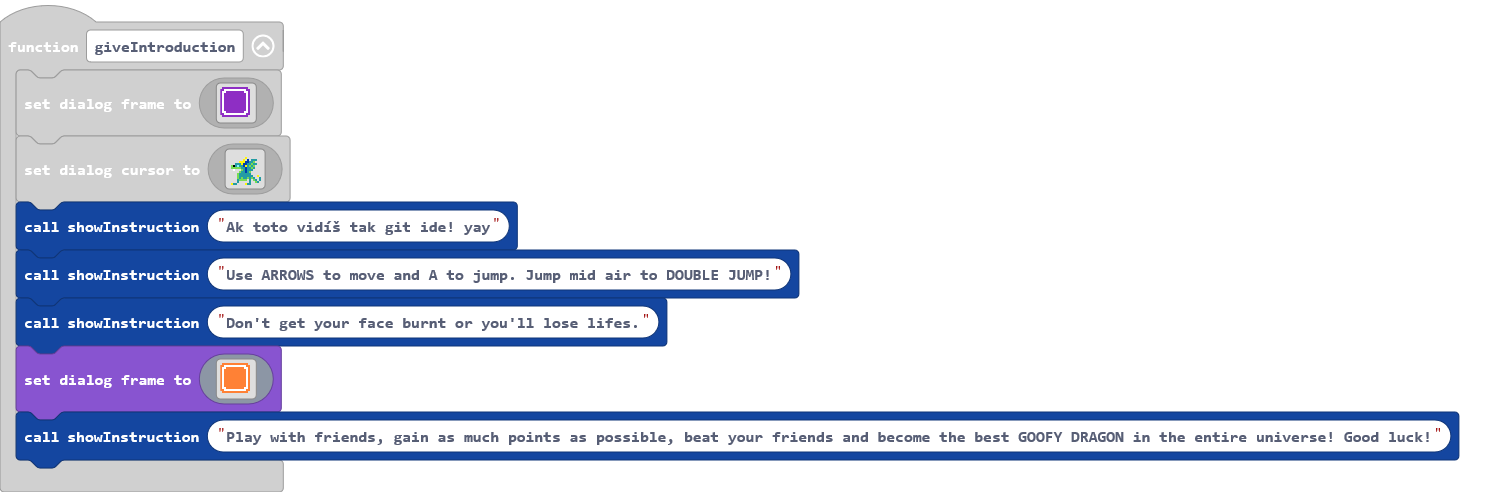 function giveIntroduction
set dialog frame to
set dialog cursor to
call showInstruction "Ak toto vidíš tak git ide! yay"
call showInstruction "Use ARROWS to move and A to jump. Jump mid air to DOUBLE JUMP!"
call showInstruction "Don't get your face burnt or you'll lose lifes."
set dialog frame to
call showInstruction "Play with friends, gain as much points as possible, beat your friends and become the best GOOFY DRAGON in the entire universe! Good luck!"